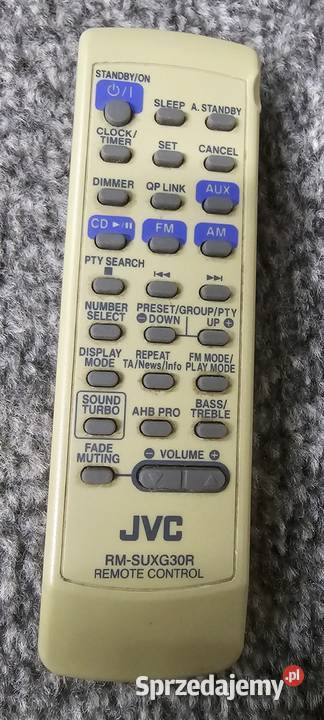 STANDBY/ON
⏻/I
SLEEP A. STANDBY
CLOCK/
TIMER
SET
CANCEL
DIMMER QP LINK AUX
CD ►/II FM AM
PTY SEARCH
■ I◄◄ ►►I
NUMBER
SELECT
PRESET/GROUP/PTY
⊖DOWN UP⊕
DISPLAY
MODE
REPEAT
TA/News/Info
FM MODE/
PLAY MODE
SOUND
TURBO
AHB PRO
BASS/
TREBLE
FADE
MUTING
⊖ VOLUME ⊕
JVC
RM-SUXG30R
REMOTE CONTROL
Sprzedajemy.pl